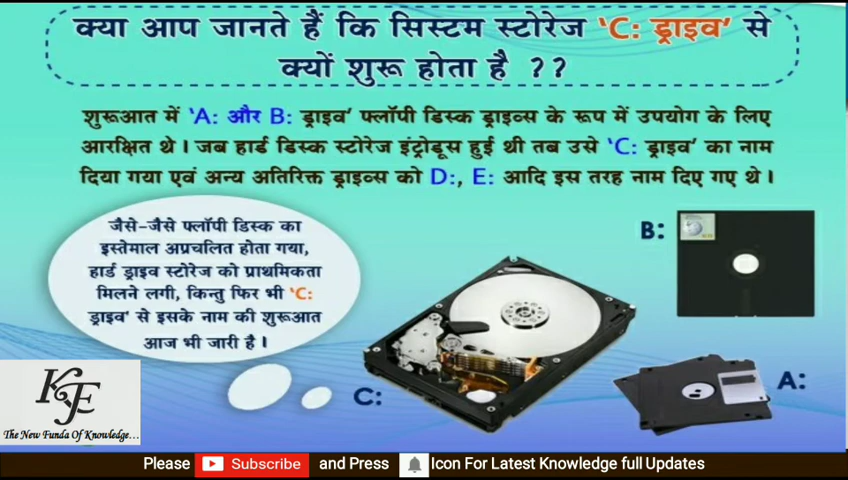 क्या आप जानते हैं कि सिस्टम स्टोरेज 'C: ड्राइव' से
क्यों शुरू होता है ??
शुरूआत में 'A: और B: ड्राइव' फ्लॉपी डिस्क ड्राइव्स के रूप में उपयोग के लिए
आरक्षित थे। जब हार्ड डिस्क स्टोरेज इंट्रोडूस हुई थी तब उसे 'C: ड्राइव' का नाम
दिया गया एवं अन्य अतिरिक्त ड्राइव्स को D:, E: आदि इस तरह नाम दिए गए थे।
जैसे-जैसे फ्लॉपी डिस्क का
इस्तेमाल अप्रचलित होता गया,
हार्ड ड्राइव स्टोरेज को प्राथमिकता
मिलने लगी, किन्तु फिर भी 'C:
ड्राइव' से इसके नाम की शुरूआत
आज भी जारी है।
B:
A:
C:
KFE
The New Funda Of Knowledge...
Please Subscribe and Press Icon For Latest Knowledge full Updates